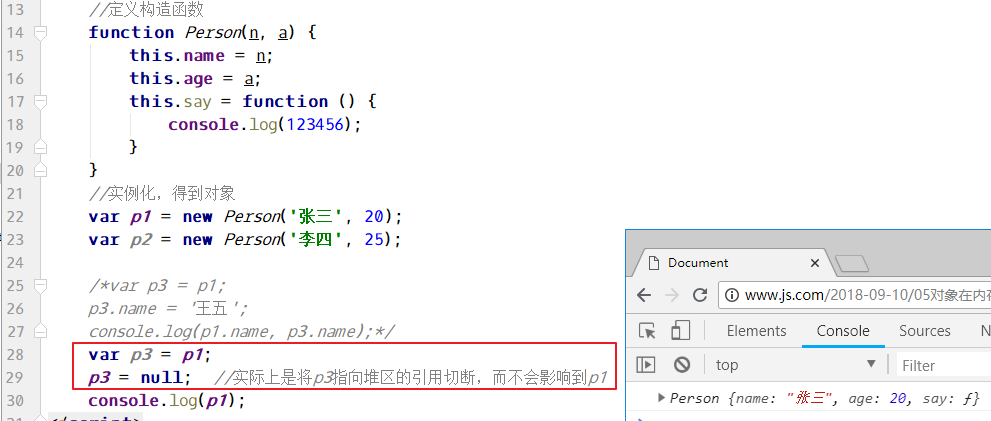 13 //定义构造函数
14 function Person(n, a) {
15 this.name = n;
16 this.age = a;
17 this.say = function () {
18 console.log(123456);
19 }
20 }
21 //实例化，得到对象
22 var p1 = new Person('张三', 20);
23 var p2 = new Person('李四', 25);
24
25 /*var p3 = p1;
26 p3.name = '王五';
27 console.log(p1.name, p3.name);*/
28 var p3 = p1;
29 p3 = null; //实际上是将p3指向堆区的引用切断，而不会影响到p1
30 console.log(p1);
Document
www.js.com/2018-09-10/05对象在内存
Elements Console Sources
top Filter
Person {name: "张三", age: 20, say: ƒ}